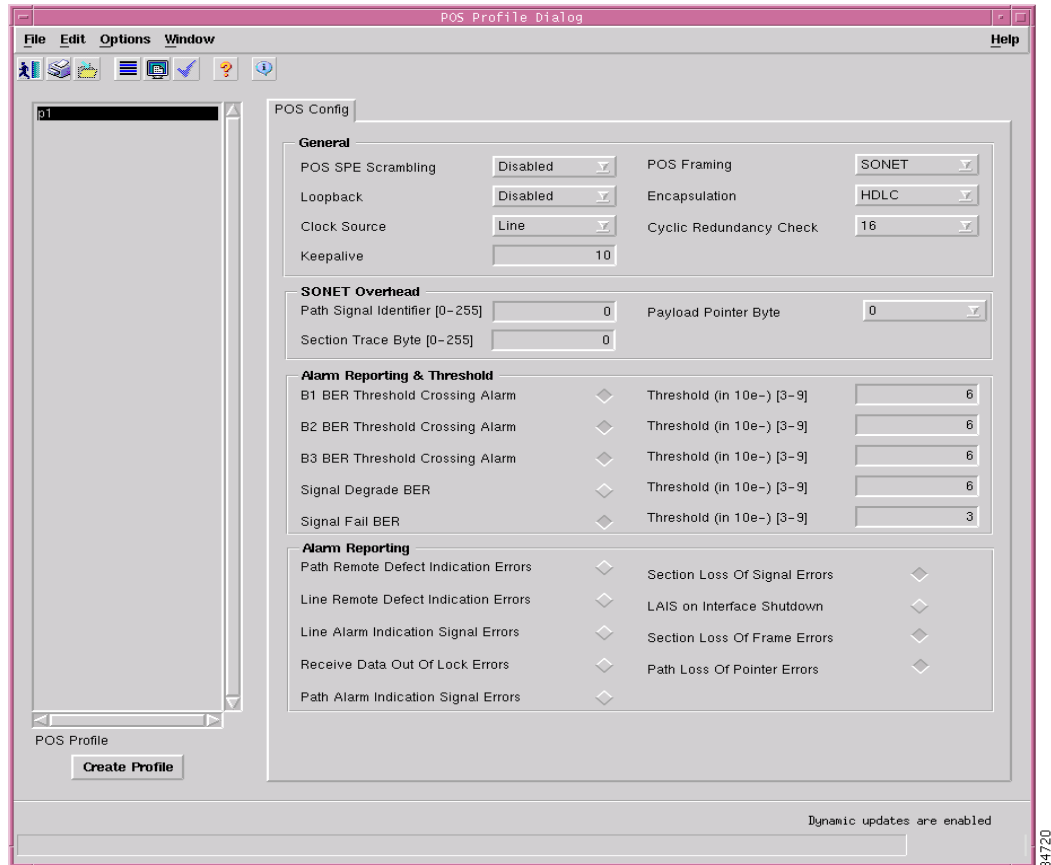 POS Profile Dialog
File Edit Options Window Help
p1
POS Config
General
POS SPE Scrambling Disabled POS Framing SONET
Loopback Disabled Encapsulation HDLC
Clock Source Line Cyclic Redundancy Check 16
Keepalive 10
SONET Overhead
Path Signal Identifier [0-255] 0 Payload Pointer Byte 0
Section Trace Byte [0-255] 0
Alarm Reporting & Threshold
B1 BER Threshold Crossing Alarm Threshold (in 10e-) [3-9] 6
B2 BER Threshold Crossing Alarm Threshold (in 10e-) [3-9] 6
B3 BER Threshold Crossing Alarm Threshold (in 10e-) [3-9] 6
Signal Degrade BER Threshold (in 10e-) [3-9] 6
Signal Fail BER Threshold (in 10e-) [3-9] 3
Alarm Reporting
Path Remote Defect Indication Errors Section Loss Of Signal Errors
Line Remote Defect Indication Errors LAIS on Interface Shutdown
Line Alarm Indication Signal Errors Section Loss Of Frame Errors
Receive Data Out Of Lock Errors Path Loss Of Pointer Errors
Path Alarm Indication Signal Errors
POS Profile
Create Profile
Dynamic updates are enabled
84720